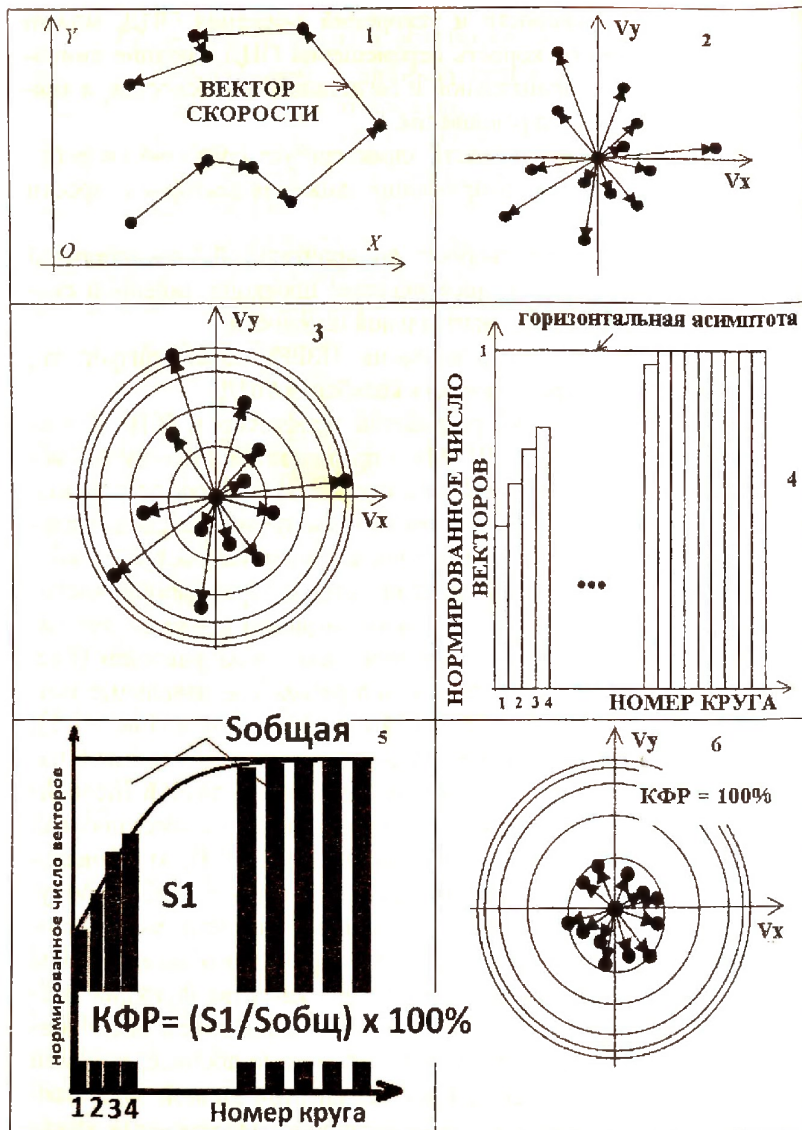 Y
1
ВЕКТОР
СКОРОСТИ
O
X
Vy
2
Vx
Vy
3
Vx
горизонтальная асимптота
1
НОРМИРОВАННОЕ ЧИСЛО
ВЕКТОРОВ
4
1 2 3 4
НОМЕР КРУГА
Sобщая
5
нормированное число векторов
S1
КФР= (S1/Sобщ) x 100%
1234
Номер круга
Vy
6
КФР = 100%
Vx